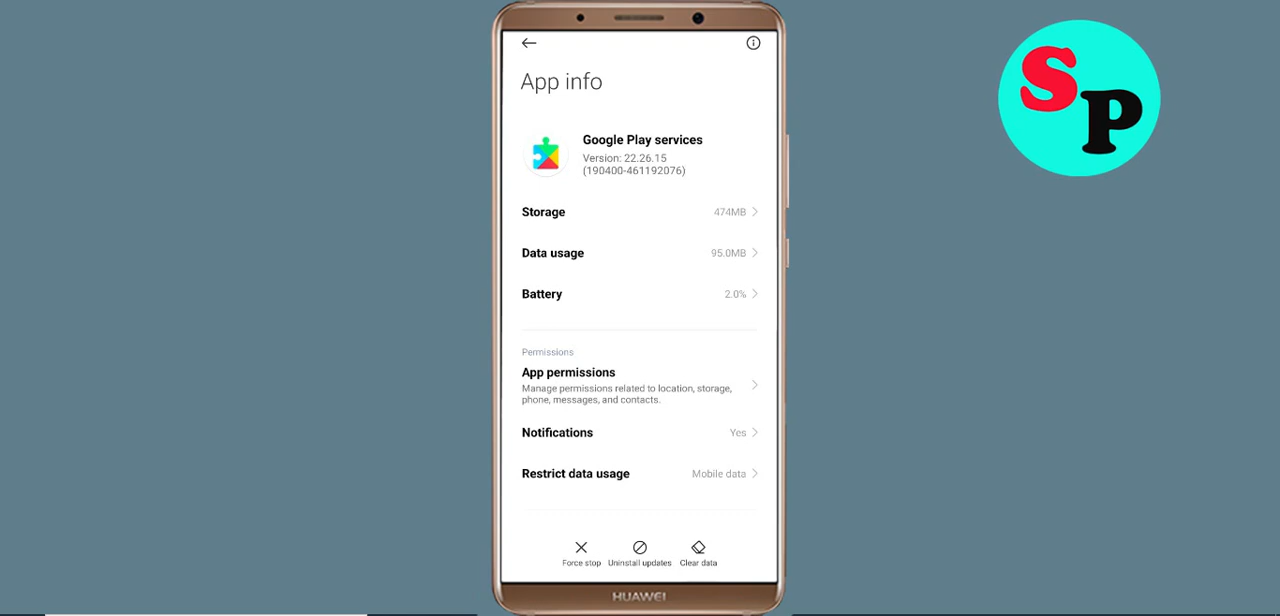 SP
App info
Google Play services
Version: 22.26.15
(190400-461192076)
Storage 474MB
Data usage 95.0MB
Battery 2.0%
Permissions
App permissions
Manage permissions related to location, storage,
phone, messages, and contacts.
Notifications Yes
Restrict data usage Mobile data
Force stop Uninstall updates Clear data
HUAWEI